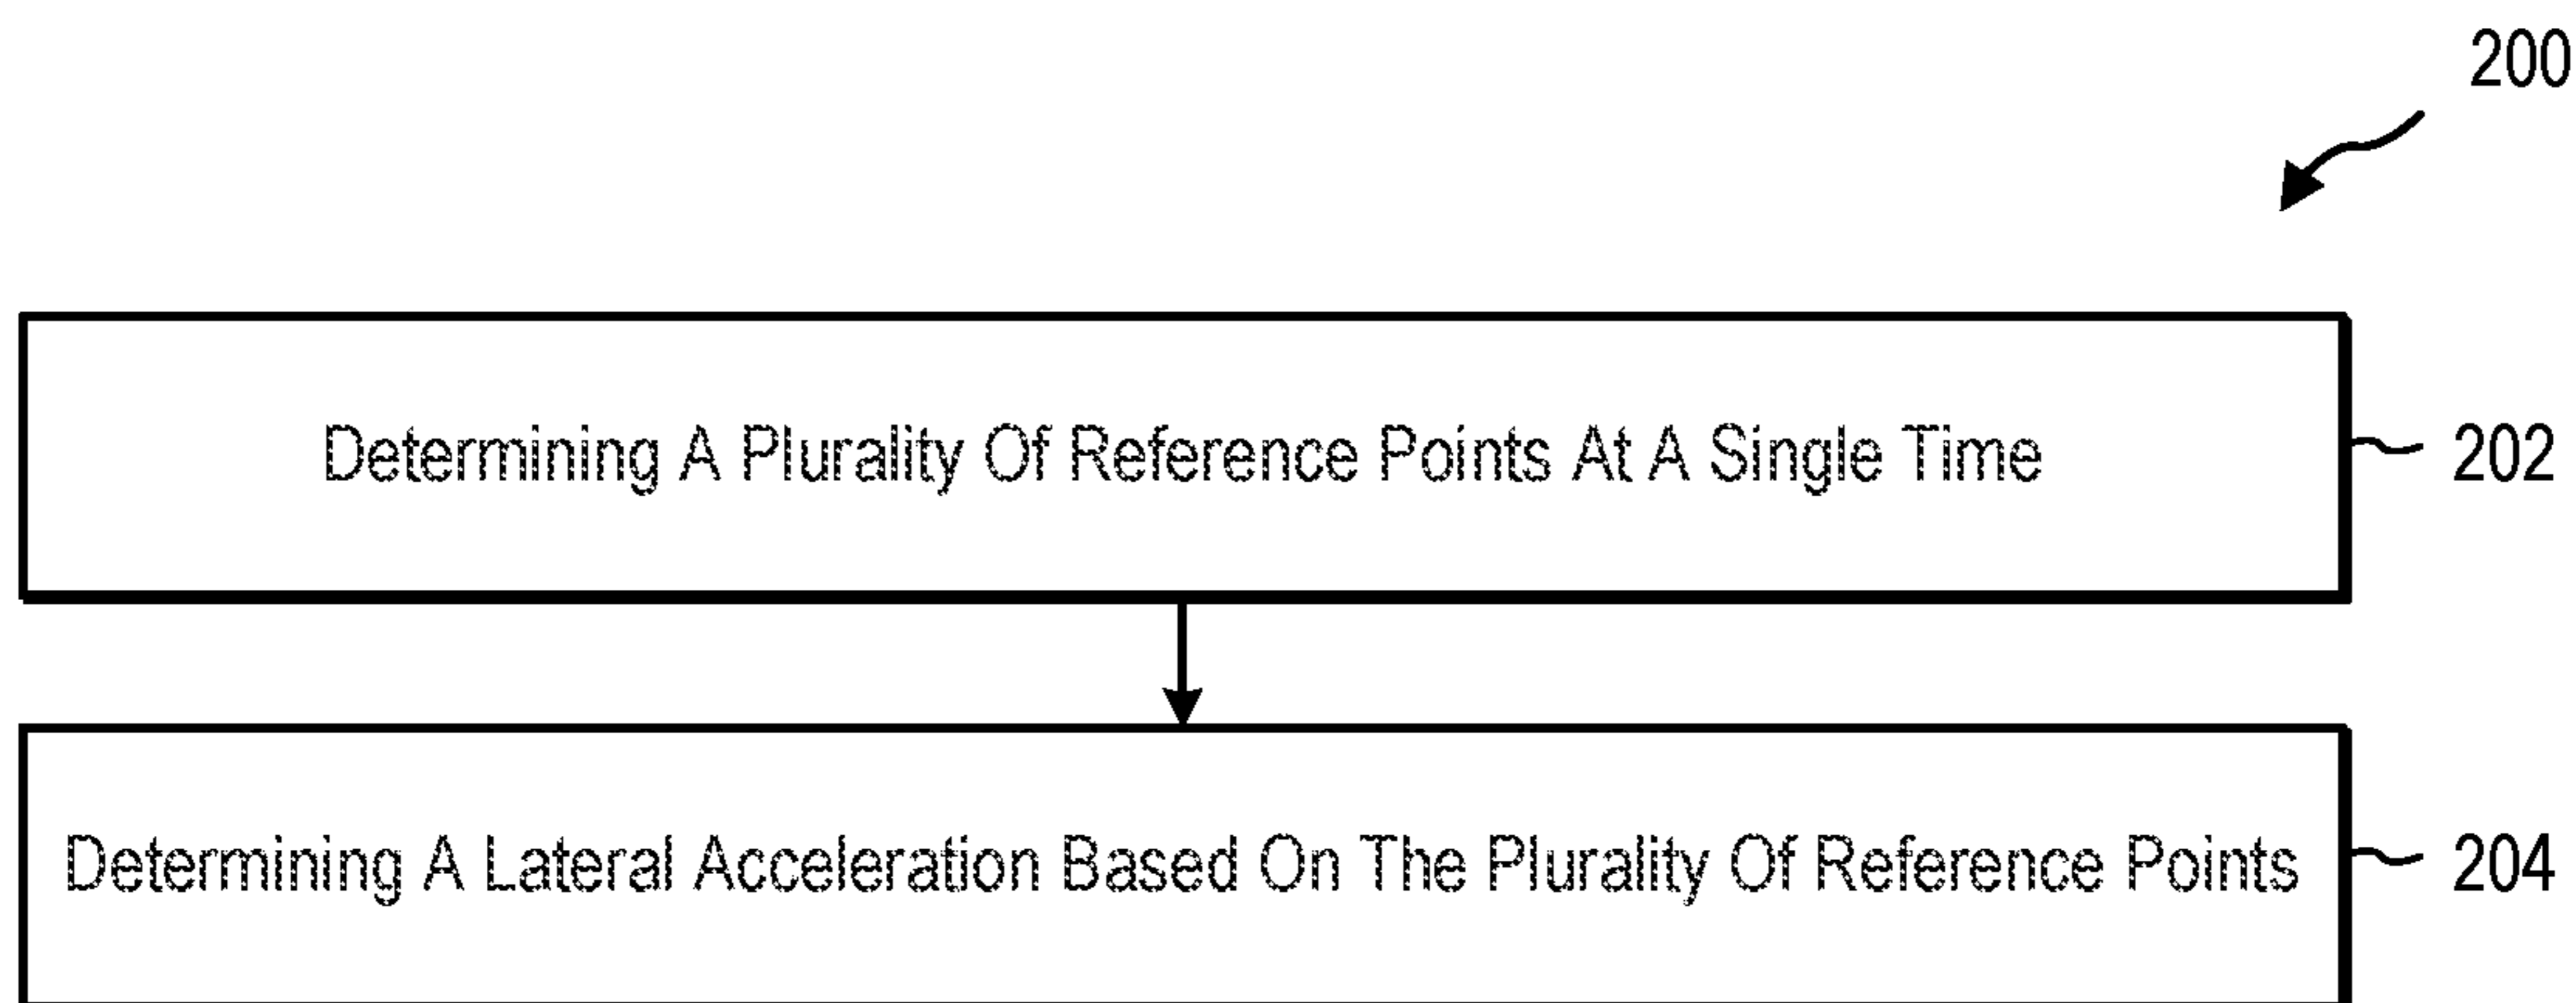 200
Determining A Plurality Of Reference Points At A Single Time
202
Determining A Lateral Acceleration Based On The Plurality Of Reference Points
204